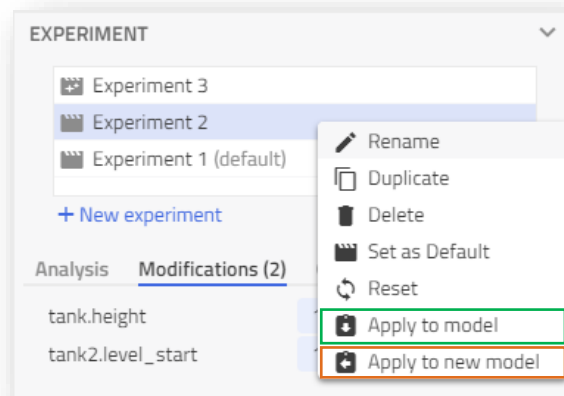 EXPERIMENT
Experiment 3
Experiment 2
Experiment 1 (default)
+ New experiment
Rename
Duplicate
Delete
Set as Default
Reset
Apply to model
Apply to new model
Analysis Modifications (2)
tank.height
tank2.level_start